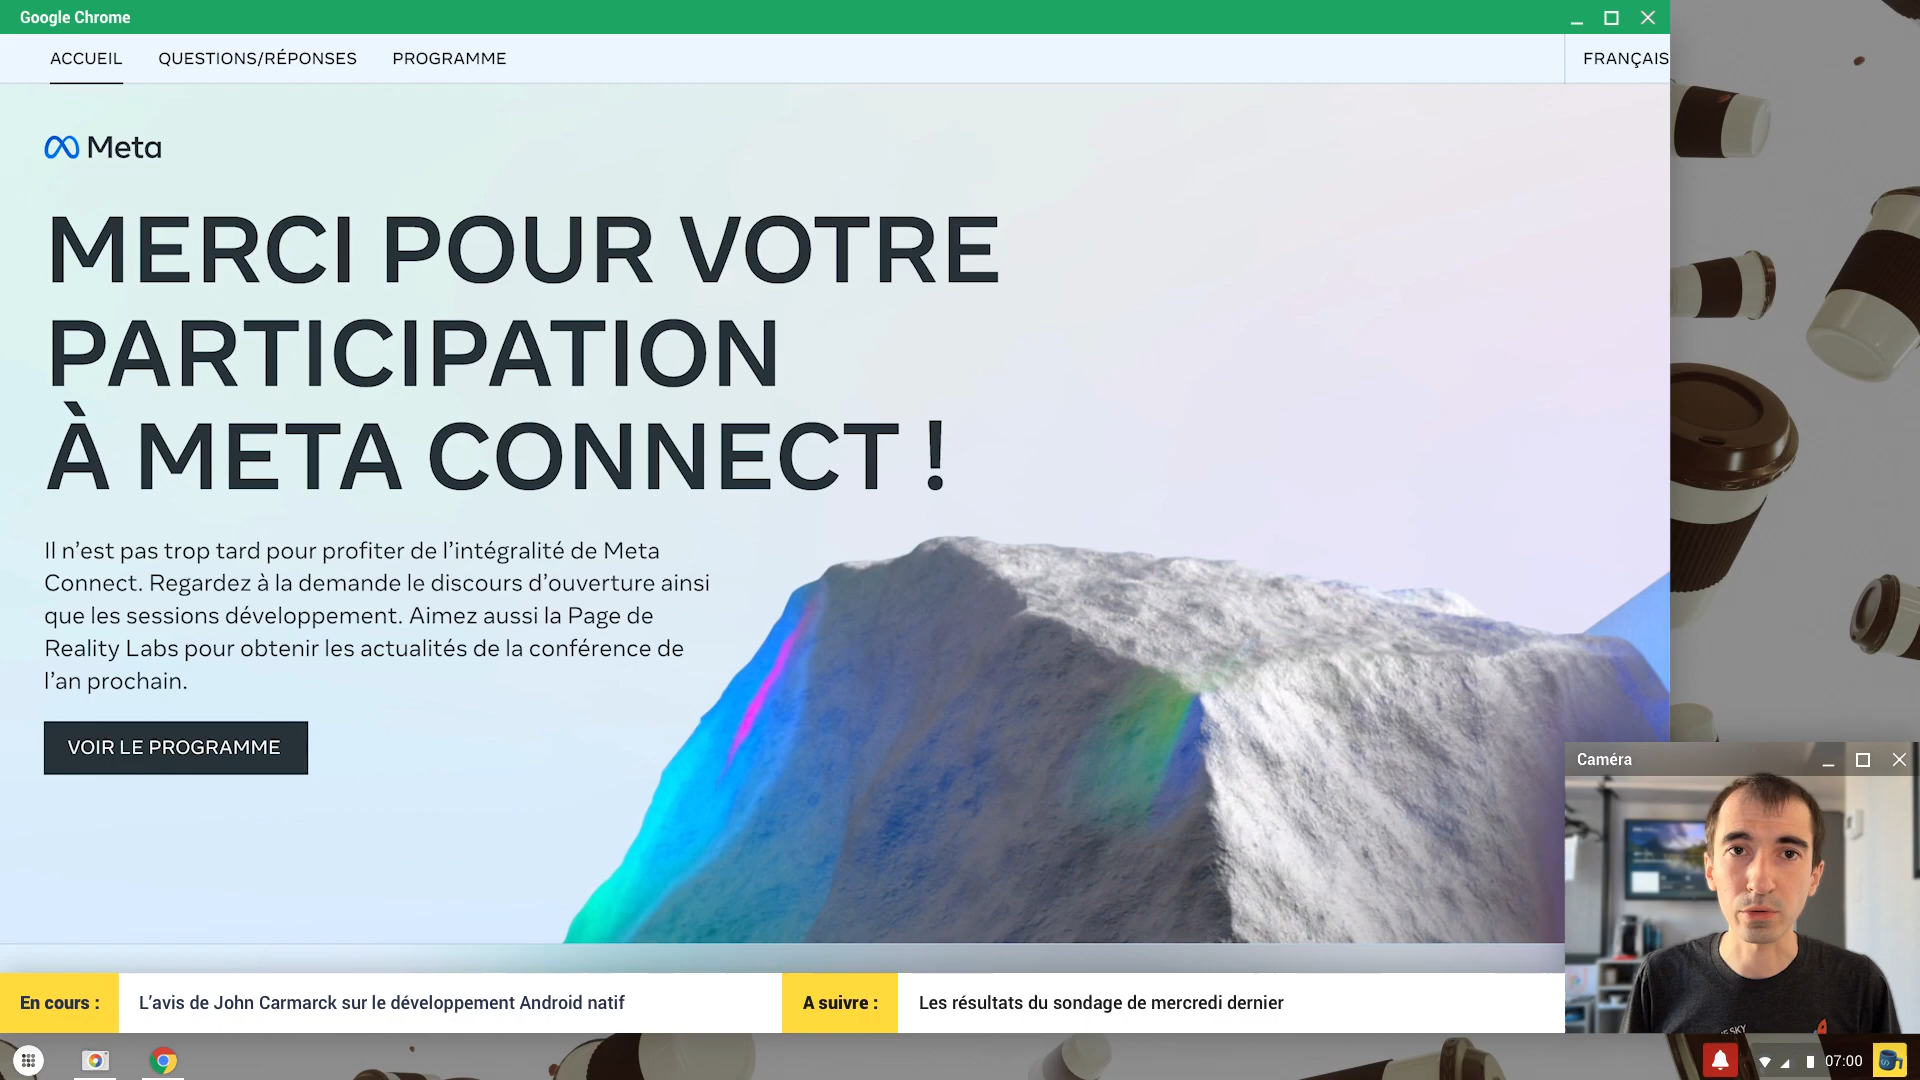 Google Chrome
ACCUEIL QUESTIONS/RÉPONSES PROGRAMME FRANÇAIS
Meta
MERCI POUR VOTRE
PARTICIPATION
À META CONNECT !
Il n’est pas trop tard pour profiter de l’intégralité de Meta
Connect. Regardez à la demande le discours d’ouverture ainsi
que les sessions développement. Aimez aussi la Page de
Reality Labs pour obtenir les actualités de la conférence de
l’an prochain.
VOIR LE PROGRAMME
Caméra
SKY
En cours : L’avis de John Carmarck sur le développement Android natif A suivre : Les résultats du sondage de mercredi dernier
07:00